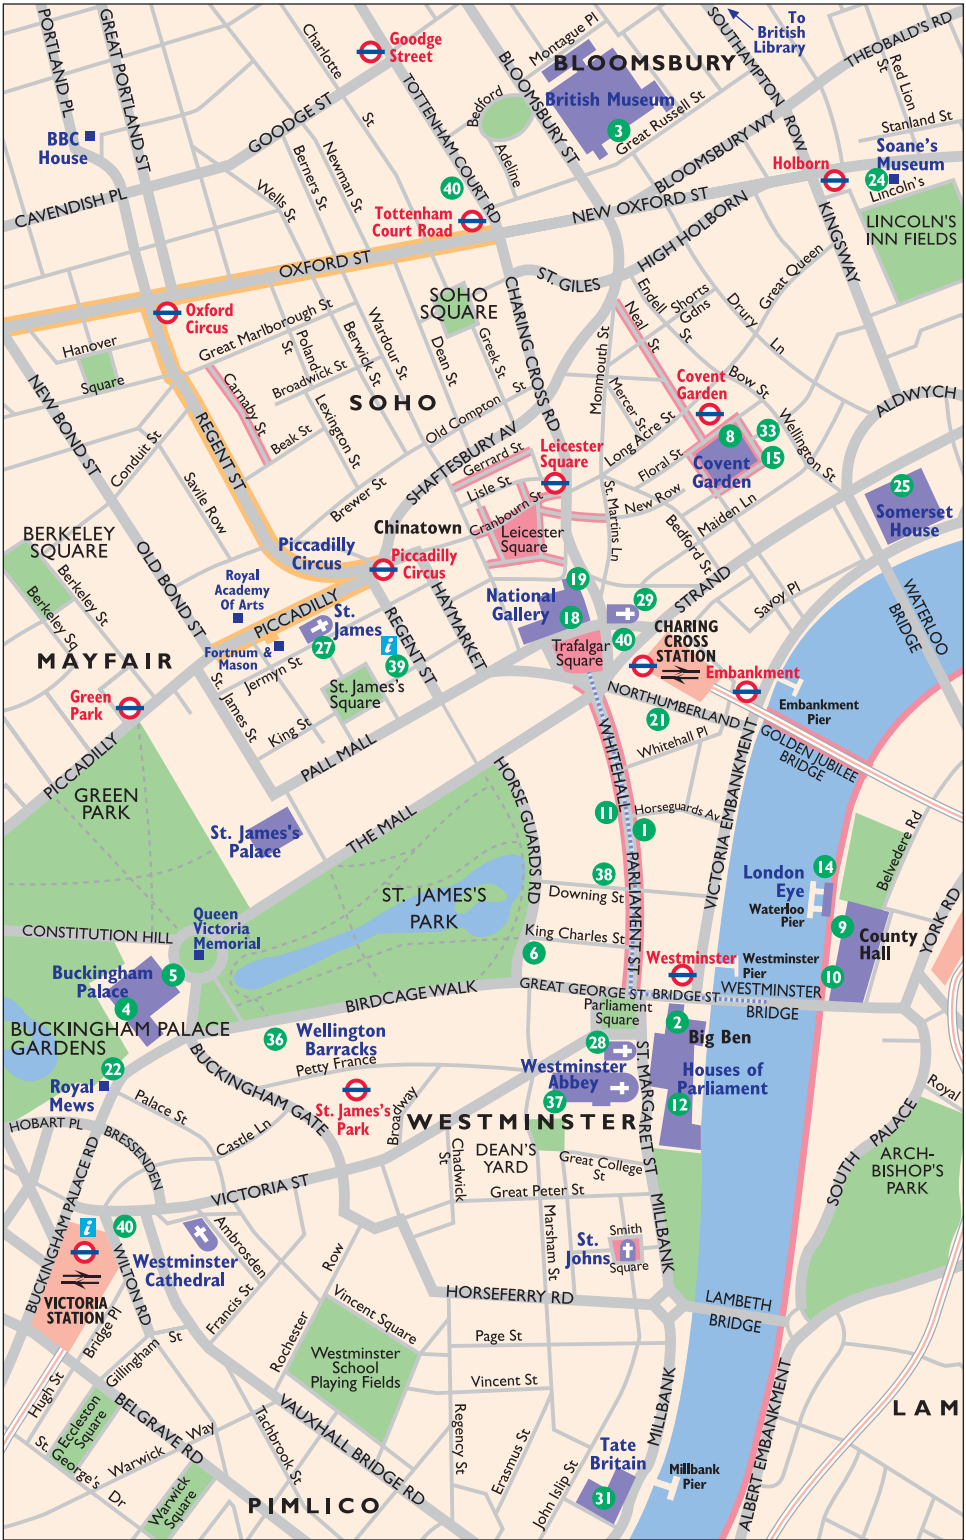 PORTLAND PL
GREAT PORTLAND ST
Charlotte
St
Goodge
Street
TOTTENHAM COURT RD
BLOOMSBURY ST
Montague Pl
BLOOMSBURY
SOUTHAMPTON ROW
To
British
Library
THEOBALD'S RD
Red Lion
St
BBC
House
GOODGE ST
Bedford
British Museum
3
Great Russell St
BLOOMSBURY WY
Stanland St
Soane's
Museum
24
Lincoln's
Holborn
CAVENDISH PL
Wells St
Berners St
Newman St
40
Adeline
Tottenham
Court Road
NEW OXFORD ST
KINGSWAY
LINCOLN'S
INN FIELDS
OXFORD ST
ST. GILES
HIGH HOLBORN
Great Queen
Endell
St
Shorts
Gdns
Drury
Ln
Oxford
Circus
Hanover
Square
Great Marlborough St
SOHO
SQUARE
CHARING CROSS RD
Neal St
Monmouth St
Poland
St
Berwick St
Wardour St
Dean St
Greek St
St
Broadwick St
Carnaby St
SOHO
Old Compton
Mercer St
Covent
Garden
Bow St
Wellington St
ALDWYCH
NEW BOND ST
REGENT ST
Lexington St
Beak St
Conduit St
Long Acre St
8
33
15
Covent
Garden
Floral St
Savile Row
Brewer St
SHAFTESBURY AV
Gerrard St
Leicester
Square
Lisle St
Cranbourn St
St. Martins Ln
New Row
Maiden Ln
Bedford St
25
Somerset
House
BERKELEY
SQUARE
Berkeley St
Berkeley Sq
OLD BOND ST
Piccadilly
Circus
Chinatown
Piccadilly
Circus
Leicester
Square
STRAND
Savoy Pl
WATERLOO
BRIDGE
Royal
Academy
Of Arts
PICCADILLY
St.
James
i
HAYMARKET
National
Gallery
19
18
29
40
CHARING
CROSS
STATION
MAYFAIR
Fortnum &
Mason
27
39
REGENT ST
Trafalgar
Square
Embankment
Green
Park
Jermyn St
St. James St
St. James's
Square
King St
PALL MALL
NORTHUMBERLAND
21
Whitehall Pl
Embankment
Pier
GOLDEN JUBILEE
BRIDGE
PICCADILLY
GREEN
PARK
THE MALL
HORSE GUARDS RD
WHITEHALL
11
1
Horseguards Av
VICTORIA EMBANKMENT
Belvedere Rd
St. James's
Palace
ST. JAMES'S
PARK
38
Downing St
PARLIAMENT ST
London
Eye
14
Waterloo
Pier
9
County
Hall
YORK RD
CONSTITUTION HILL
Queen
Victoria
Memorial
King Charles St
6
Westminster
Westminster
Pier
10
Buckingham
Palace
5
4
BIRDCAGE WALK
GREAT GEORGE ST
BRIDGE ST
WESTMINSTER
BRIDGE
Parliament
Square
BUCKINGHAM PALACE
GARDENS
36
Wellington
Barracks
28
2
Big Ben
22
Royal
Mews
BUCKINGHAM GATE
Petty France
Westminster
Abbey
37
ST. MARGARET ST
Houses of
Parliament
12
Royal
St. James's
Park
Broadway
WESTMINSTER
HOBART PL
BRESSENDEN
Palace St
Castle Ln
Chadwick
St
DEAN'S
YARD
Great College
St
SOUTH PALACE
ARCH-
BISHOP'S
PARK
BUCKINGHAM PALACE RD
VICTORIA ST
Great Peter St
i
40
Westminster
Cathedral
Ambrosden
Row
Marsham St
St.
Johns
Smith
Square
MILLBANK
VICTORIA
STATION
WILTON RD
Francis St
HORSEFERRY RD
LAMBETH
BRIDGE
Bridge Pl
Gillingham St
Rochester
Vincent Square
Page St
Hugh St
Westminster
School
Playing Fields
Vincent St
Eccleston
Square
BELGRAVE RD
St.
George's
Dr
Warwick
Way
Tachbrook St
VAUXHALL BRIDGE RD
Regency St
Erasmus St
MILLBANK
ALBERT EMBANKMENT
LAM
Warwick
Square
PIMLICO
John Islip St
Tate
Britain
31
Millbank
Pier